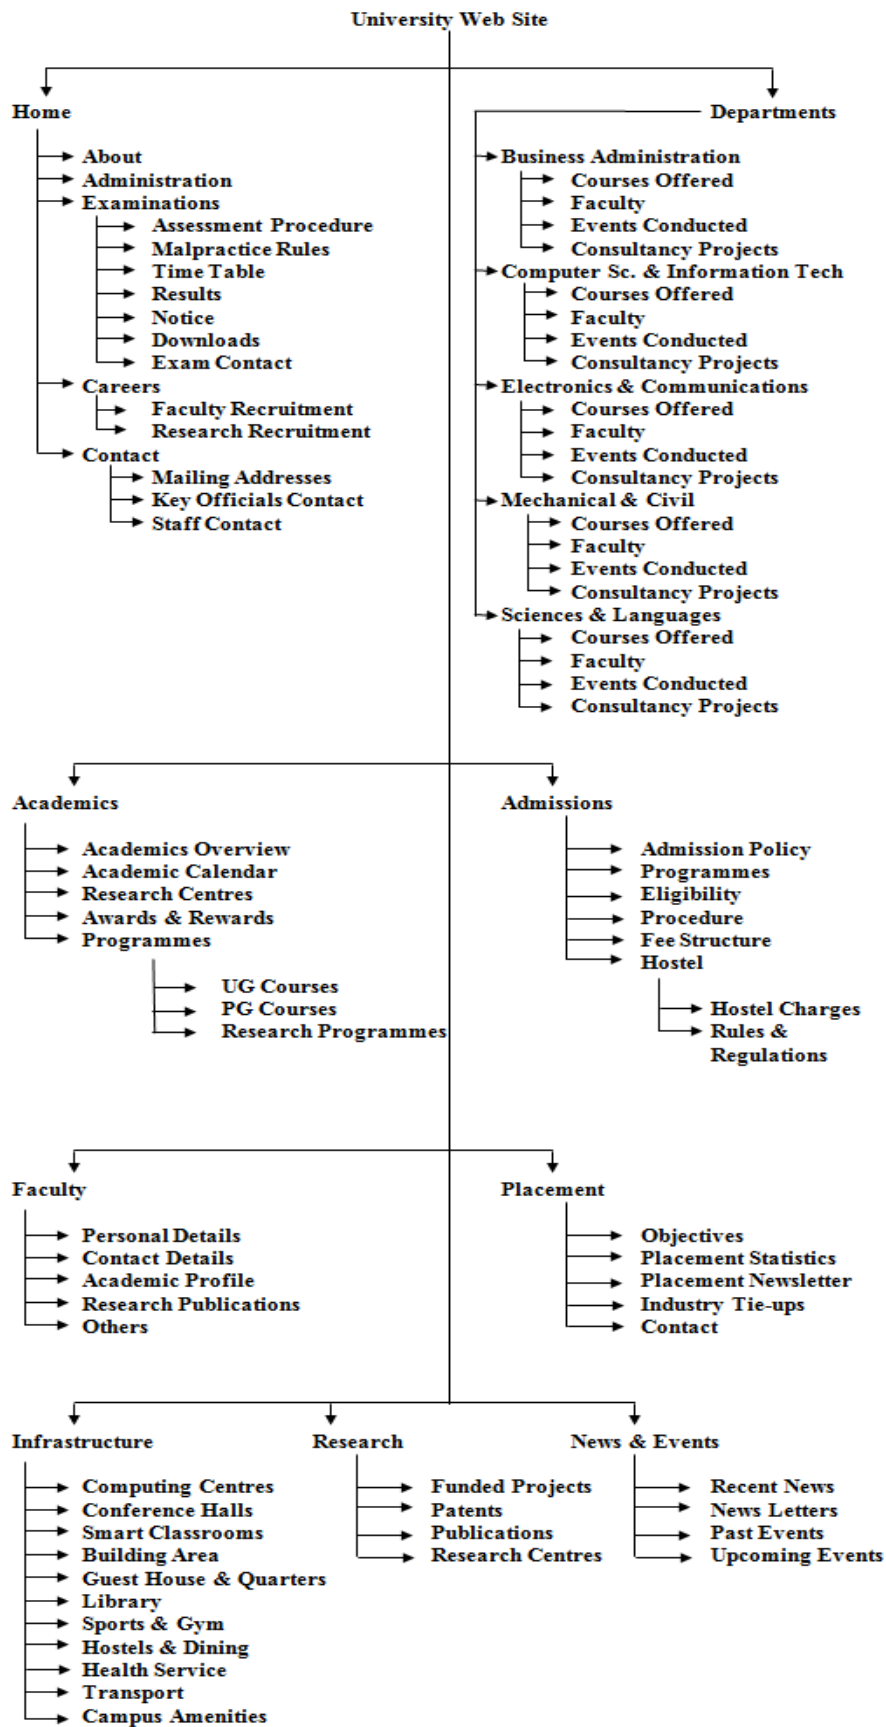 University Web Site
Home
About
Administration
Examinations
Assessment Procedure
Malpractice Rules
Time Table
Results
Notice
Downloads
Exam Contact
Careers
Faculty Recruitment
Research Recruitment
Contact
Mailing Addresses
Key Officials Contact
Staff Contact
Departments
Business Administration
Courses Offered
Faculty
Events Conducted
Consultancy Projects
Computer Sc. & Information Tech
Courses Offered
Faculty
Events Conducted
Consultancy Projects
Electronics & Communications
Courses Offered
Faculty
Events Conducted
Consultancy Projects
Mechanical & Civil
Courses Offered
Faculty
Events Conducted
Consultancy Projects
Sciences & Languages
Courses Offered
Faculty
Events Conducted
Consultancy Projects
Academics
Academics Overview
Academic Calendar
Research Centres
Awards & Rewards
Programmes
UG Courses
PG Courses
Research Programmes
Admissions
Admission Policy
Programmes
Eligibility
Procedure
Fee Structure
Hostel
Hostel Charges
Rules &
Regulations
Faculty
Personal Details
Contact Details
Academic Profile
Research Publications
Others
Placement
Objectives
Placement Statistics
Placement Newsletter
Industry Tie-ups
Contact
Infrastructure
Computing Centres
Conference Halls
Smart Classrooms
Building Area
Guest House & Quarters
Library
Sports & Gym
Hostels & Dining
Health Service
Transport
Campus Amenities
Research
Funded Projects
Patents
Publications
Research Centres
News & Events
Recent News
News Letters
Past Events
Upcoming Events